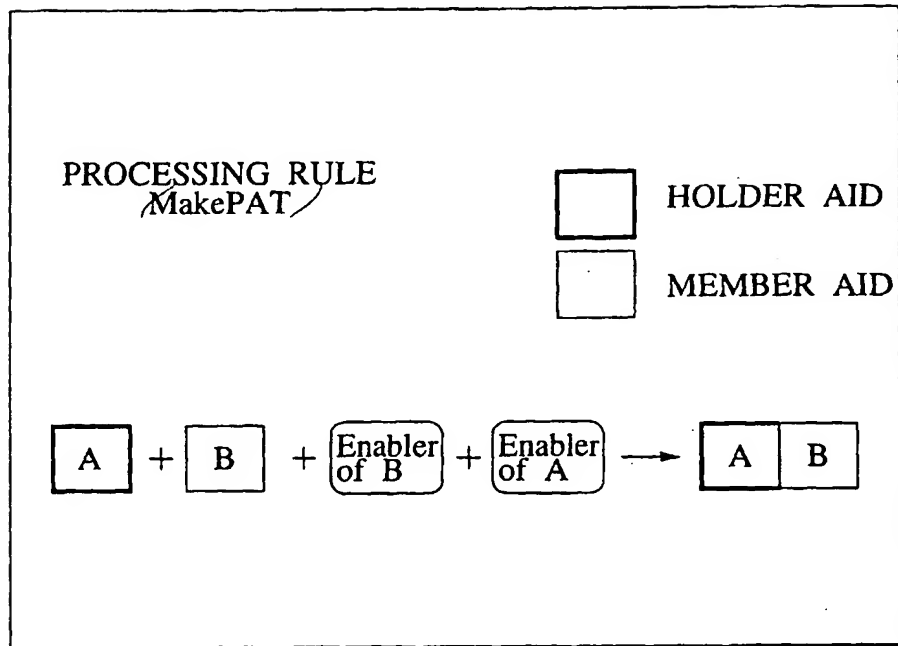 PROCESSING RULE
MakePAT
HOLDER AID
MEMBER AID
A + B + Enabler of B + Enabler of A → A B